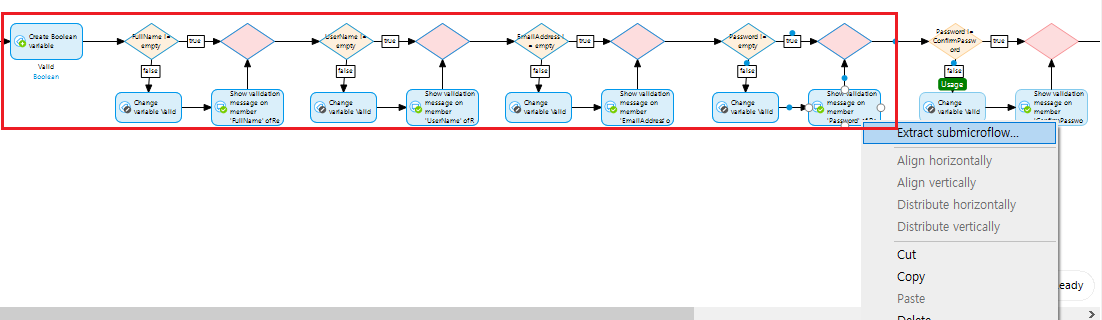 Create Boolean
variable
Valid
Boolean
FullName !=
empty
true
false
Change
variable Valid
Show validation
message on
member
'FullName' of Re
UserName !=
empty
true
false
Change
variable Valid
Show validation
message on
member
'UserName' of R
EmailAddress !
= empty
true
false
Change
variable Valid
Show validation
message on
member
'EmailAddress' o
Password !=
empty
true
false
Change
variable Valid
Show validation
message on
member
'Password' of Re
Password !=
ConfirmPassw
ord
true
false
Usage
Change
variable Valid
Show validation
message on
member
'ConfirmPasswo
Extract submicroflow...
Align horizontally
Align vertically
Distribute horizontally
Distribute vertically
Cut
Copy
Paste
Delete
eady